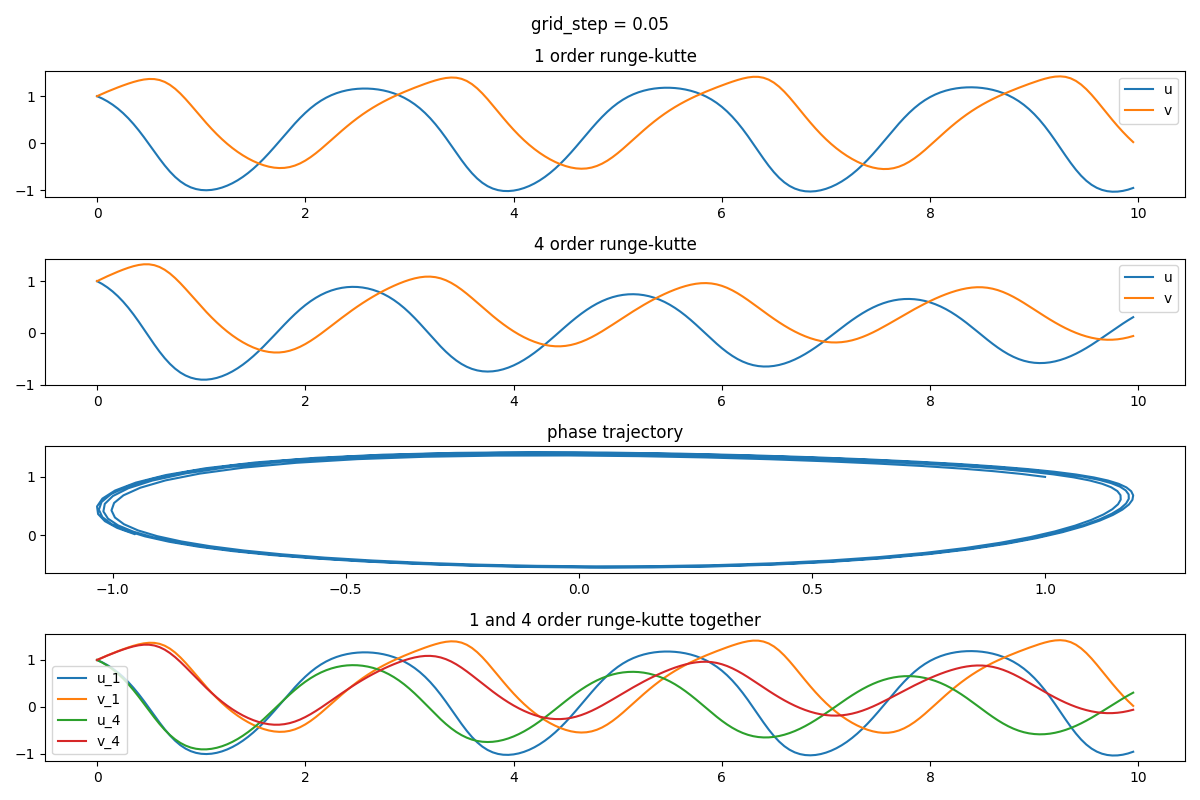 grid_step = 0.05
1 order runge-kutte
1
0
−1
u
v
0 2 4 6 8 10
4 order runge-kutte
1
0
−1
u
v
0 2 4 6 8 10
phase trajectory
1
0
−1.0 −0.5 0.0 0.5 1.0
1 and 4 order runge-kutte together
1
0
−1
u_1
v_1
u_4
v_4
0 2 4 6 8 10